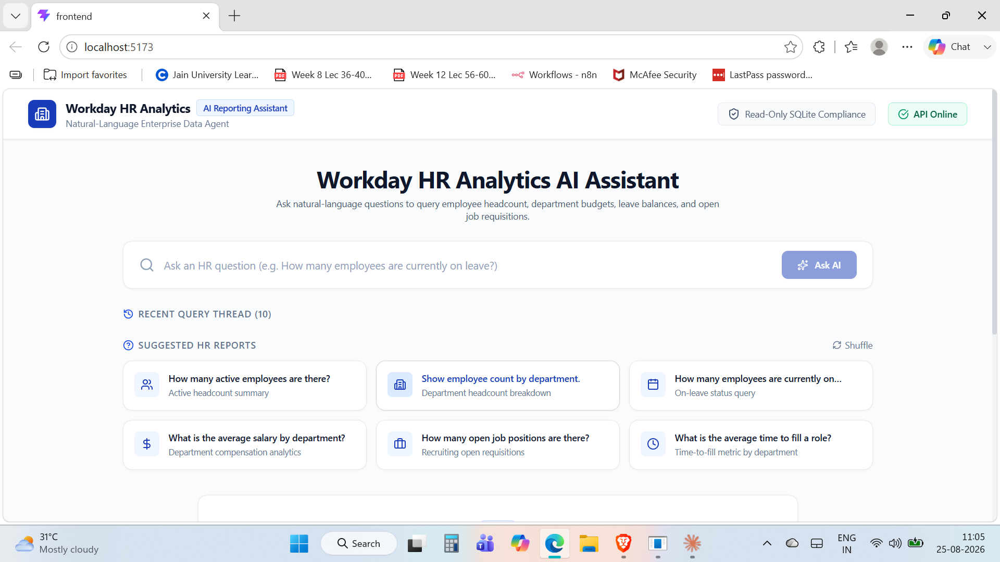 frontend
localhost:5173
Chat
Import favorites
Jain University Lear...
Week 8 Lec 36-40...
Week 12 Lec 56-60...
Workflows - n8n
McAfee Security
LastPass password...
Workday HR Analytics
AI Reporting Assistant
Natural-Language Enterprise Data Agent
Read-Only SQLite Compliance
API Online
Workday HR Analytics AI Assistant
Ask natural-language questions to query employee headcount, department budgets, leave balances, and open
job requisitions.
Ask an HR question (e.g. How many employees are currently on leave?)
Ask AI
RECENT QUERY THREAD (10)
SUGGESTED HR REPORTS
Shuffle
How many active employees are there?
Active headcount summary
Show employee count by department.
Department headcount breakdown
How many employees are currently on...
On-leave status query
What is the average salary by department?
Department compensation analytics
How many open job positions are there?
Recruiting open requisitions
What is the average time to fill a role?
Time-to-fill metric by department
31°C
Mostly cloudy
Search
ENG
IN
11:05
25-08-2026